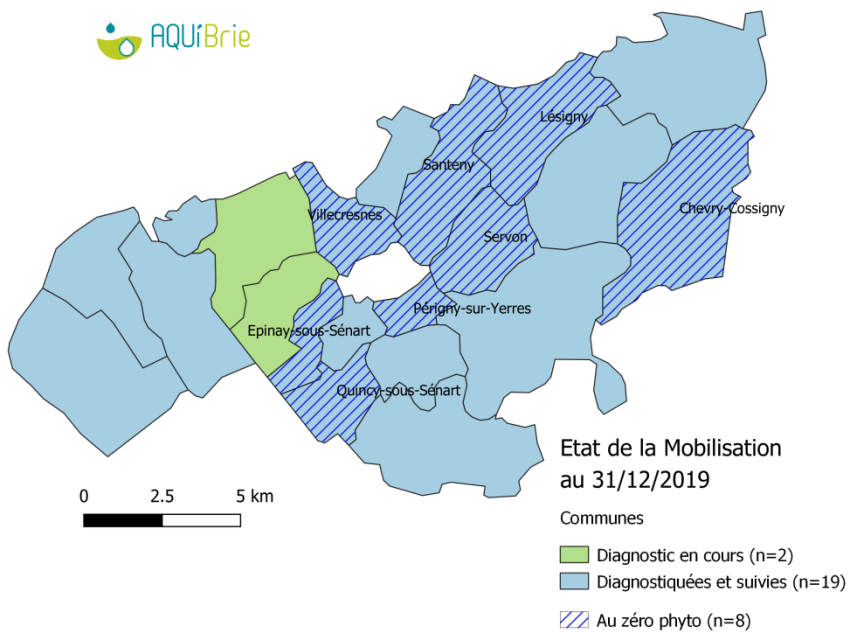 AQUiBrie
Lésigny
Santeny
Chevry-Cossigny
Villecresnes
Servon
Périgny-sur-Yerres
Epinay-sous-Sénart
Quincy-sous-Sénart
Etat de la Mobilisation
au 31/12/2019
0 2.5 5 km
Communes
Diagnostic en cours (n=2)
Diagnostiquées et suivies (n=19)
Au zéro phyto (n=8)